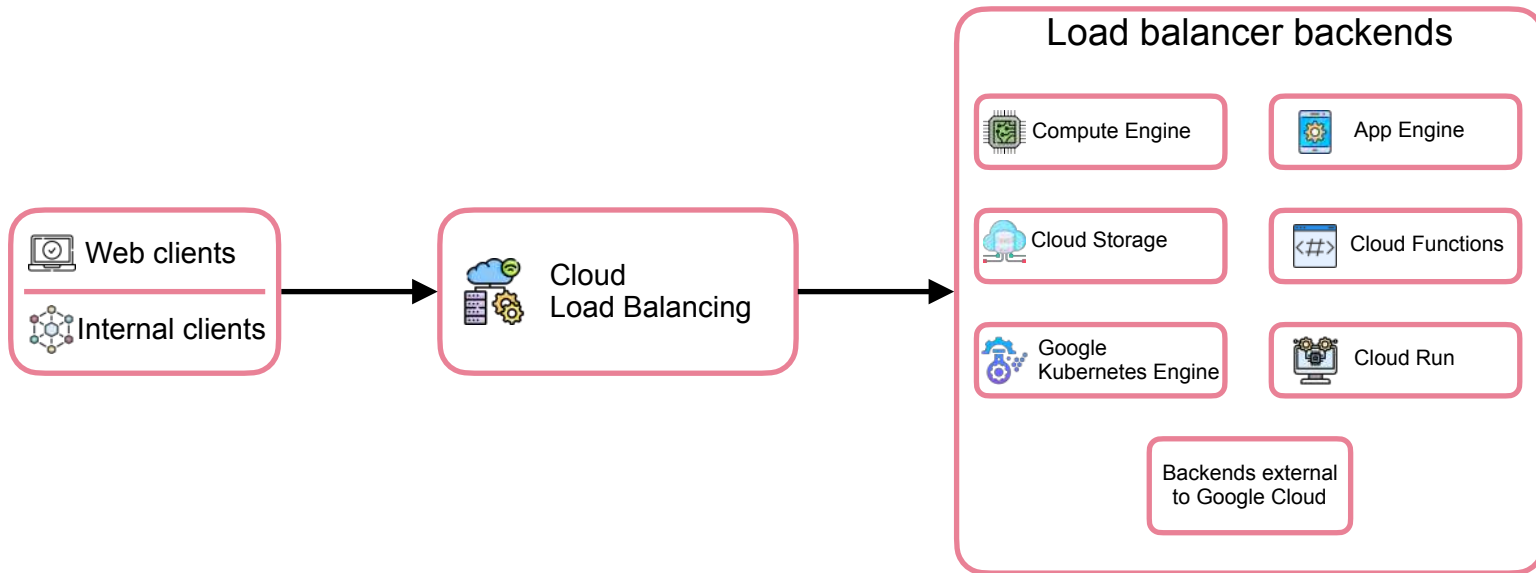 Load balancer backends
Compute Engine
App Engine
Web clients
Internal clients
Cloud
Load Balancing
Cloud Storage
<#>
Cloud Functions
Google
Kubernetes Engine
Cloud Run
Backends external
to Google Cloud